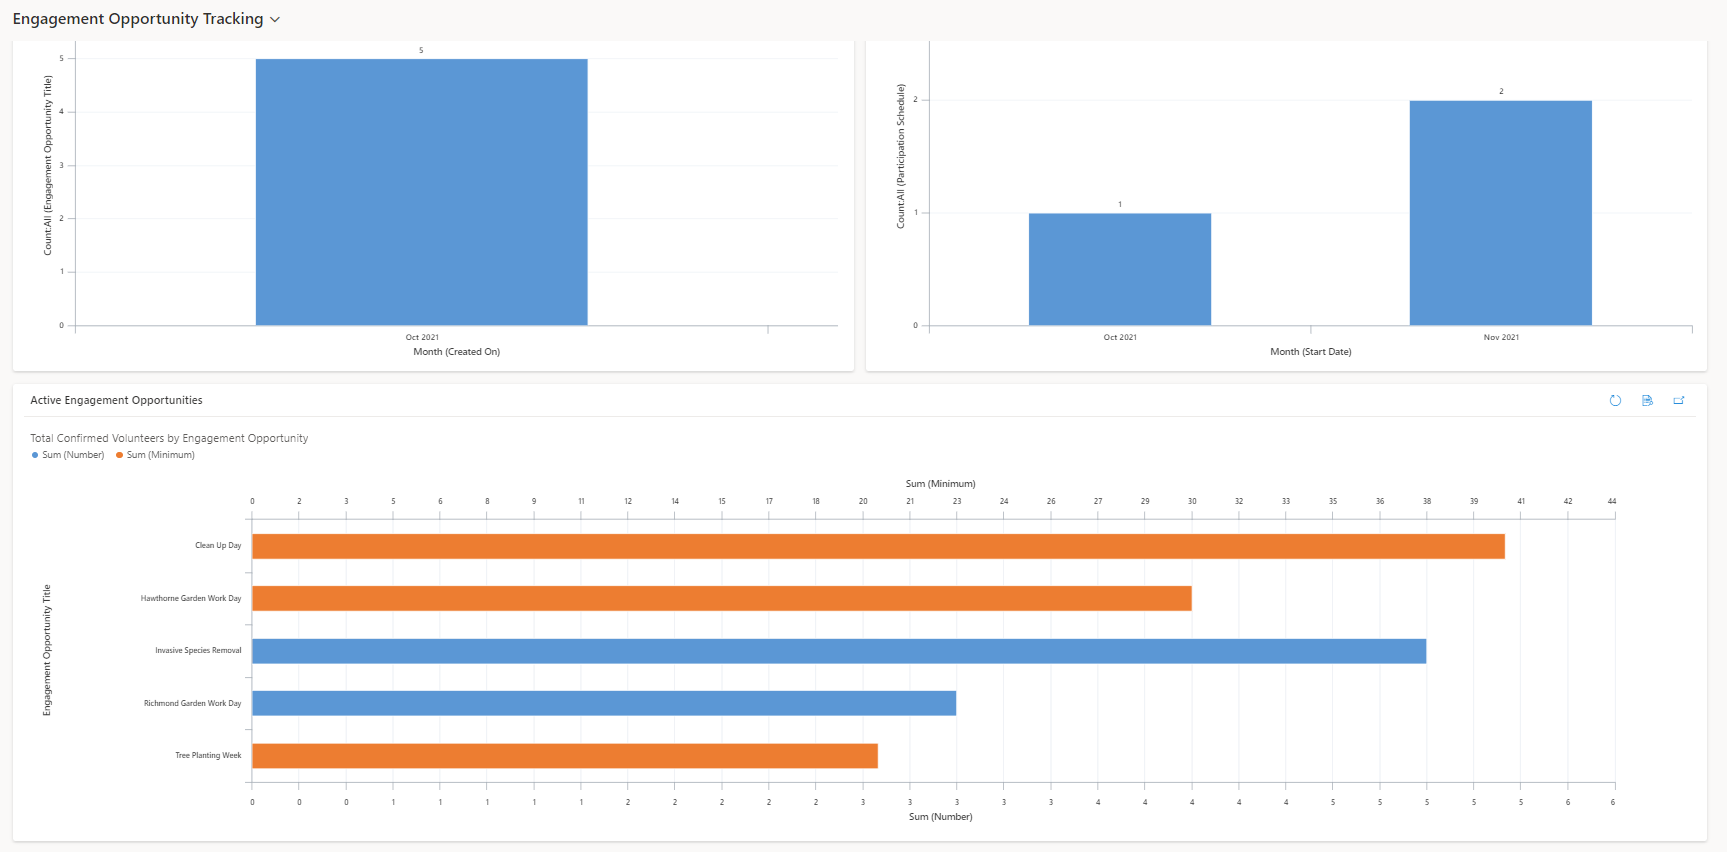 Engagement Opportunity Tracking
5
5
4
3
2
1
0
Count:All (Engagement Opportunity Title)
Oct 2021
Month (Created On)
2
1
0
Count:All (Participation Schedule)
1
2
Oct 2021 Nov 2021
Month (Start Date)
Active Engagement Opportunities
Total Confirmed Volunteers by Engagement Opportunity
Sum (Number) Sum (Minimum)
Sum (Minimum)
0 2 3 5 6 8 9 11 12 14 15 17 18 20 21 23 24 26 27 29 30 32 33 35 36 38 39 41 42 44
Engagement Opportunity Title
Clean Up Day
Hawthorne Garden Work Day
Invasive Species Removal
Richmond Garden Work Day
Tree Planting Week
0 0 0 1 1 1 1 1 2 2 2 2 2 3 3 3 3 3 4 4 4 4 4 5 5 5 5 5 6 6
Sum (Number)